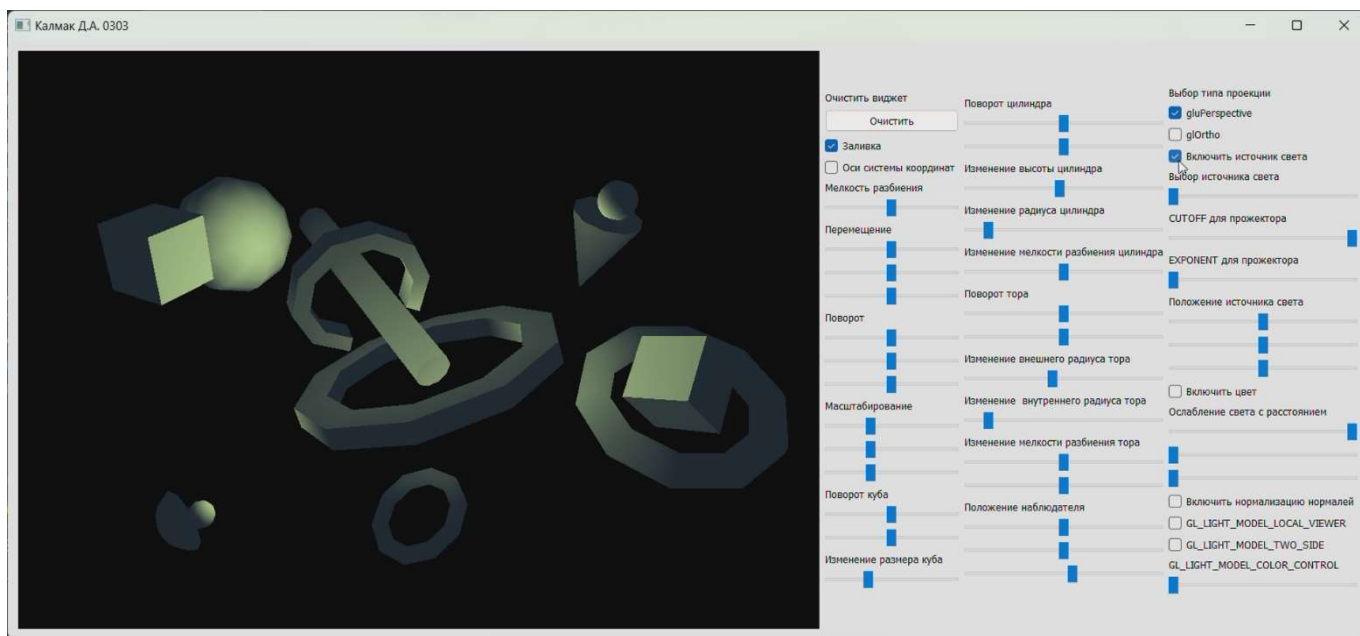 Калмак Д.А. 0303
Очистить виджет
Очистить
Заливка
Оси системы координат
Мелкость разбиения
Перемещение
Поворот
Масштабирование
Поворот куба
Изменение размера куба
Поворот цилиндра
Изменение высоты цилиндра
Изменение радиуса цилиндра
Изменение мелкости разбиения цилиндра
Поворот тора
Изменение внешнего радиуса тора
Изменение внутреннего радиуса тора
Изменение мелкости разбиения тора
Положение наблюдателя
Выбор типа проекции
gluPerspective
glOrtho
Включить источник света
Выбор источника света
CUTOFF для прожектора
EXPONENT для прожектора
Положение источника света
Включить цвет
Ослабление света с расстоянием
Включить нормализацию нормалей
GL_LIGHT_MODEL_LOCAL_VIEWER
GL_LIGHT_MODEL_TWO_SIDE
GL_LIGHT_MODEL_COLOR_CONTROL